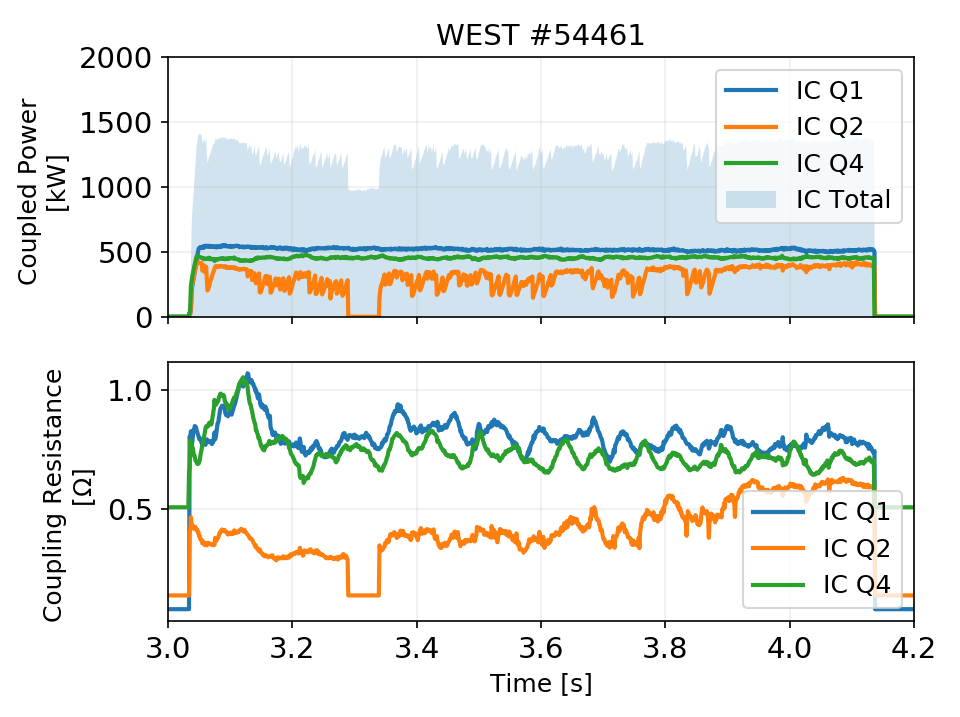 WEST #54461
2000
1500
1000
500
0
Coupled Power
[kW]
IC Q1
IC Q2
IC Q4
IC Total
1.0
0.5
Coupling Resistance
[Ω]
IC Q1
IC Q2
IC Q4
3.0 3.2 3.4 3.6 3.8 4.0 4.2
Time [s]